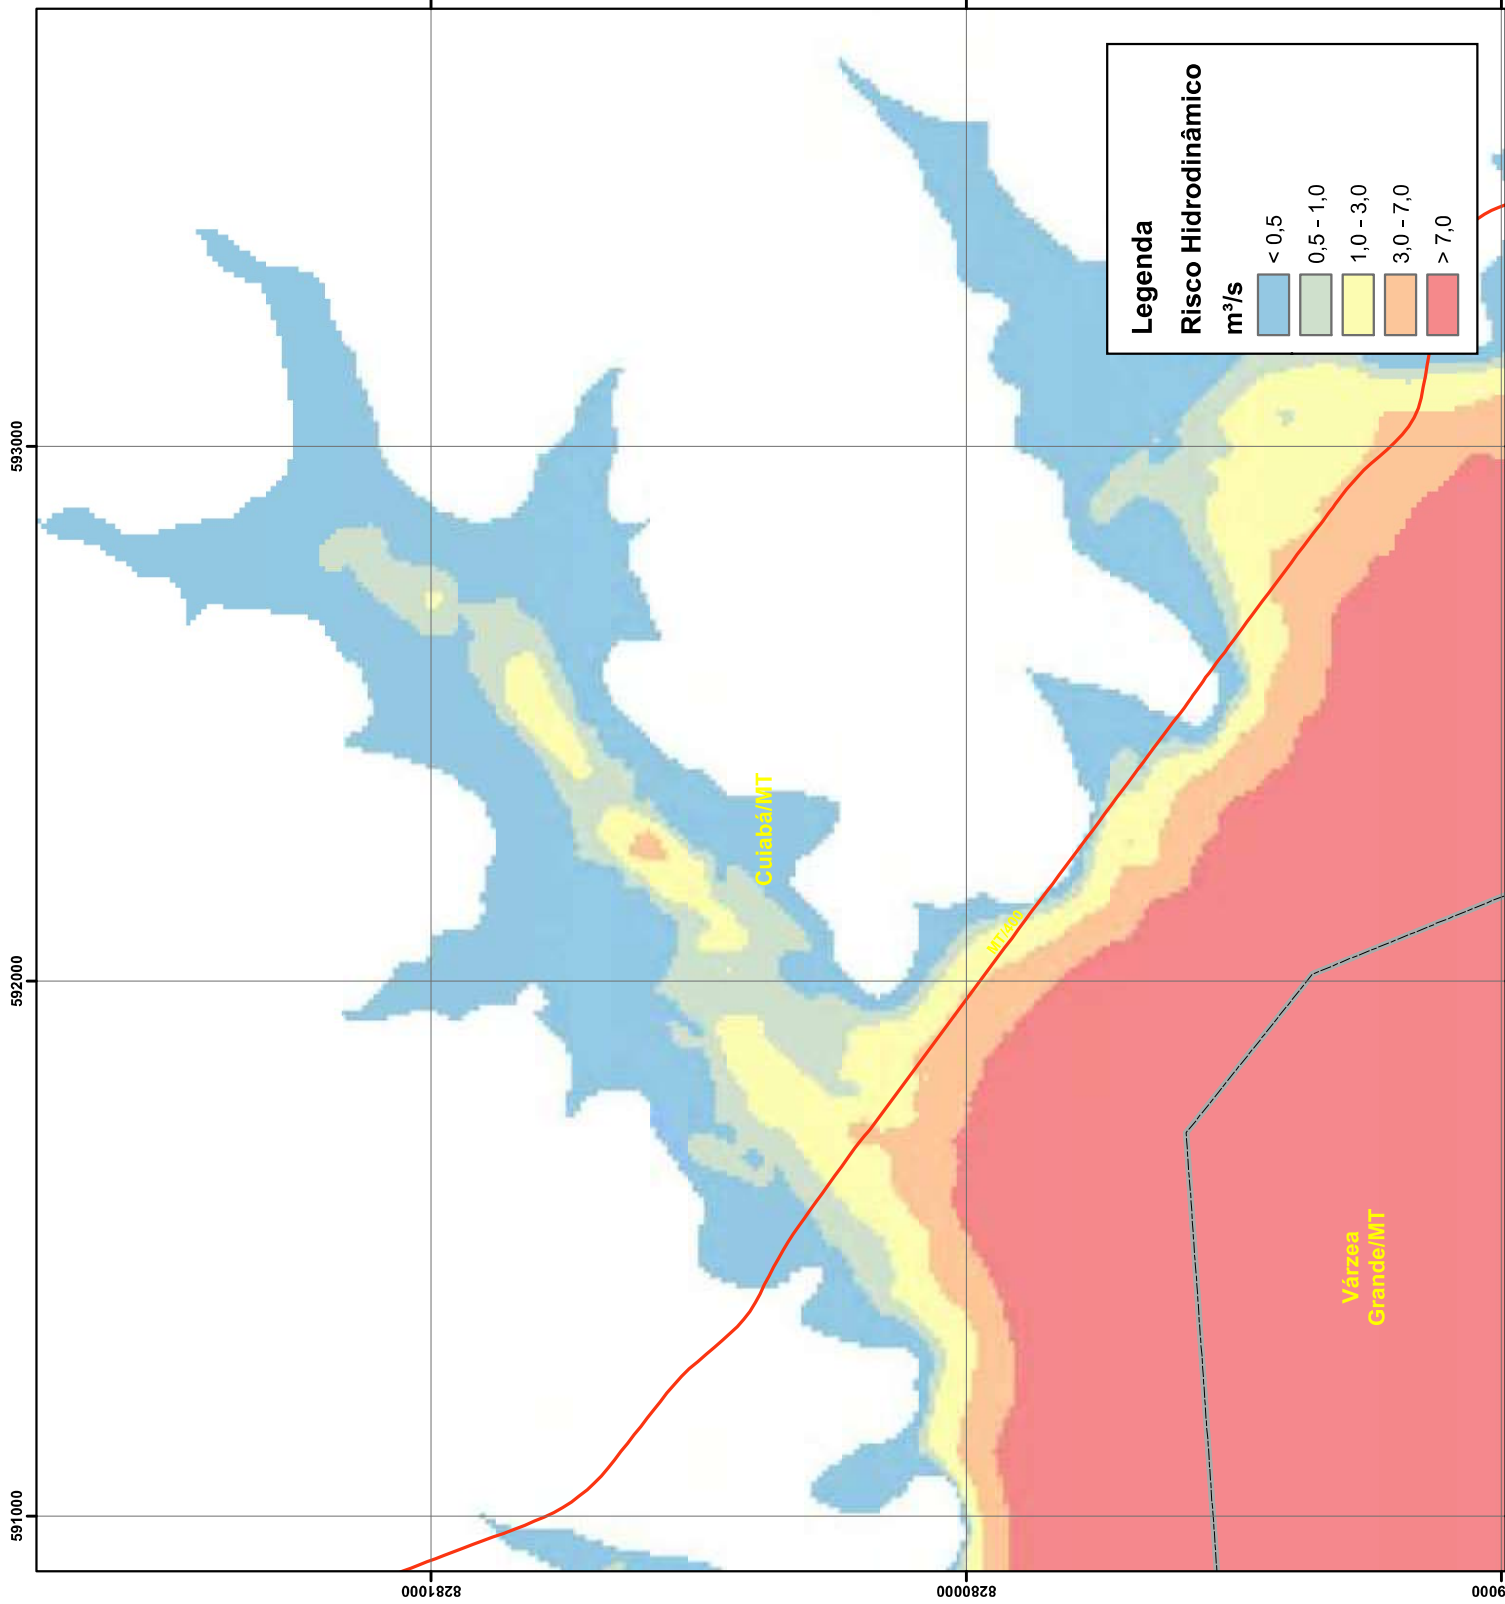 593000
592000
591000
8281000
8280000
9000
Cuiabá/MT
Várzea
Grande/MT
Legenda
Risco Hidrodinâmico
m³/s
< 0,5
0,5 - 1,0
1,0 - 3,0
3,0 - 7,0
> 7,0